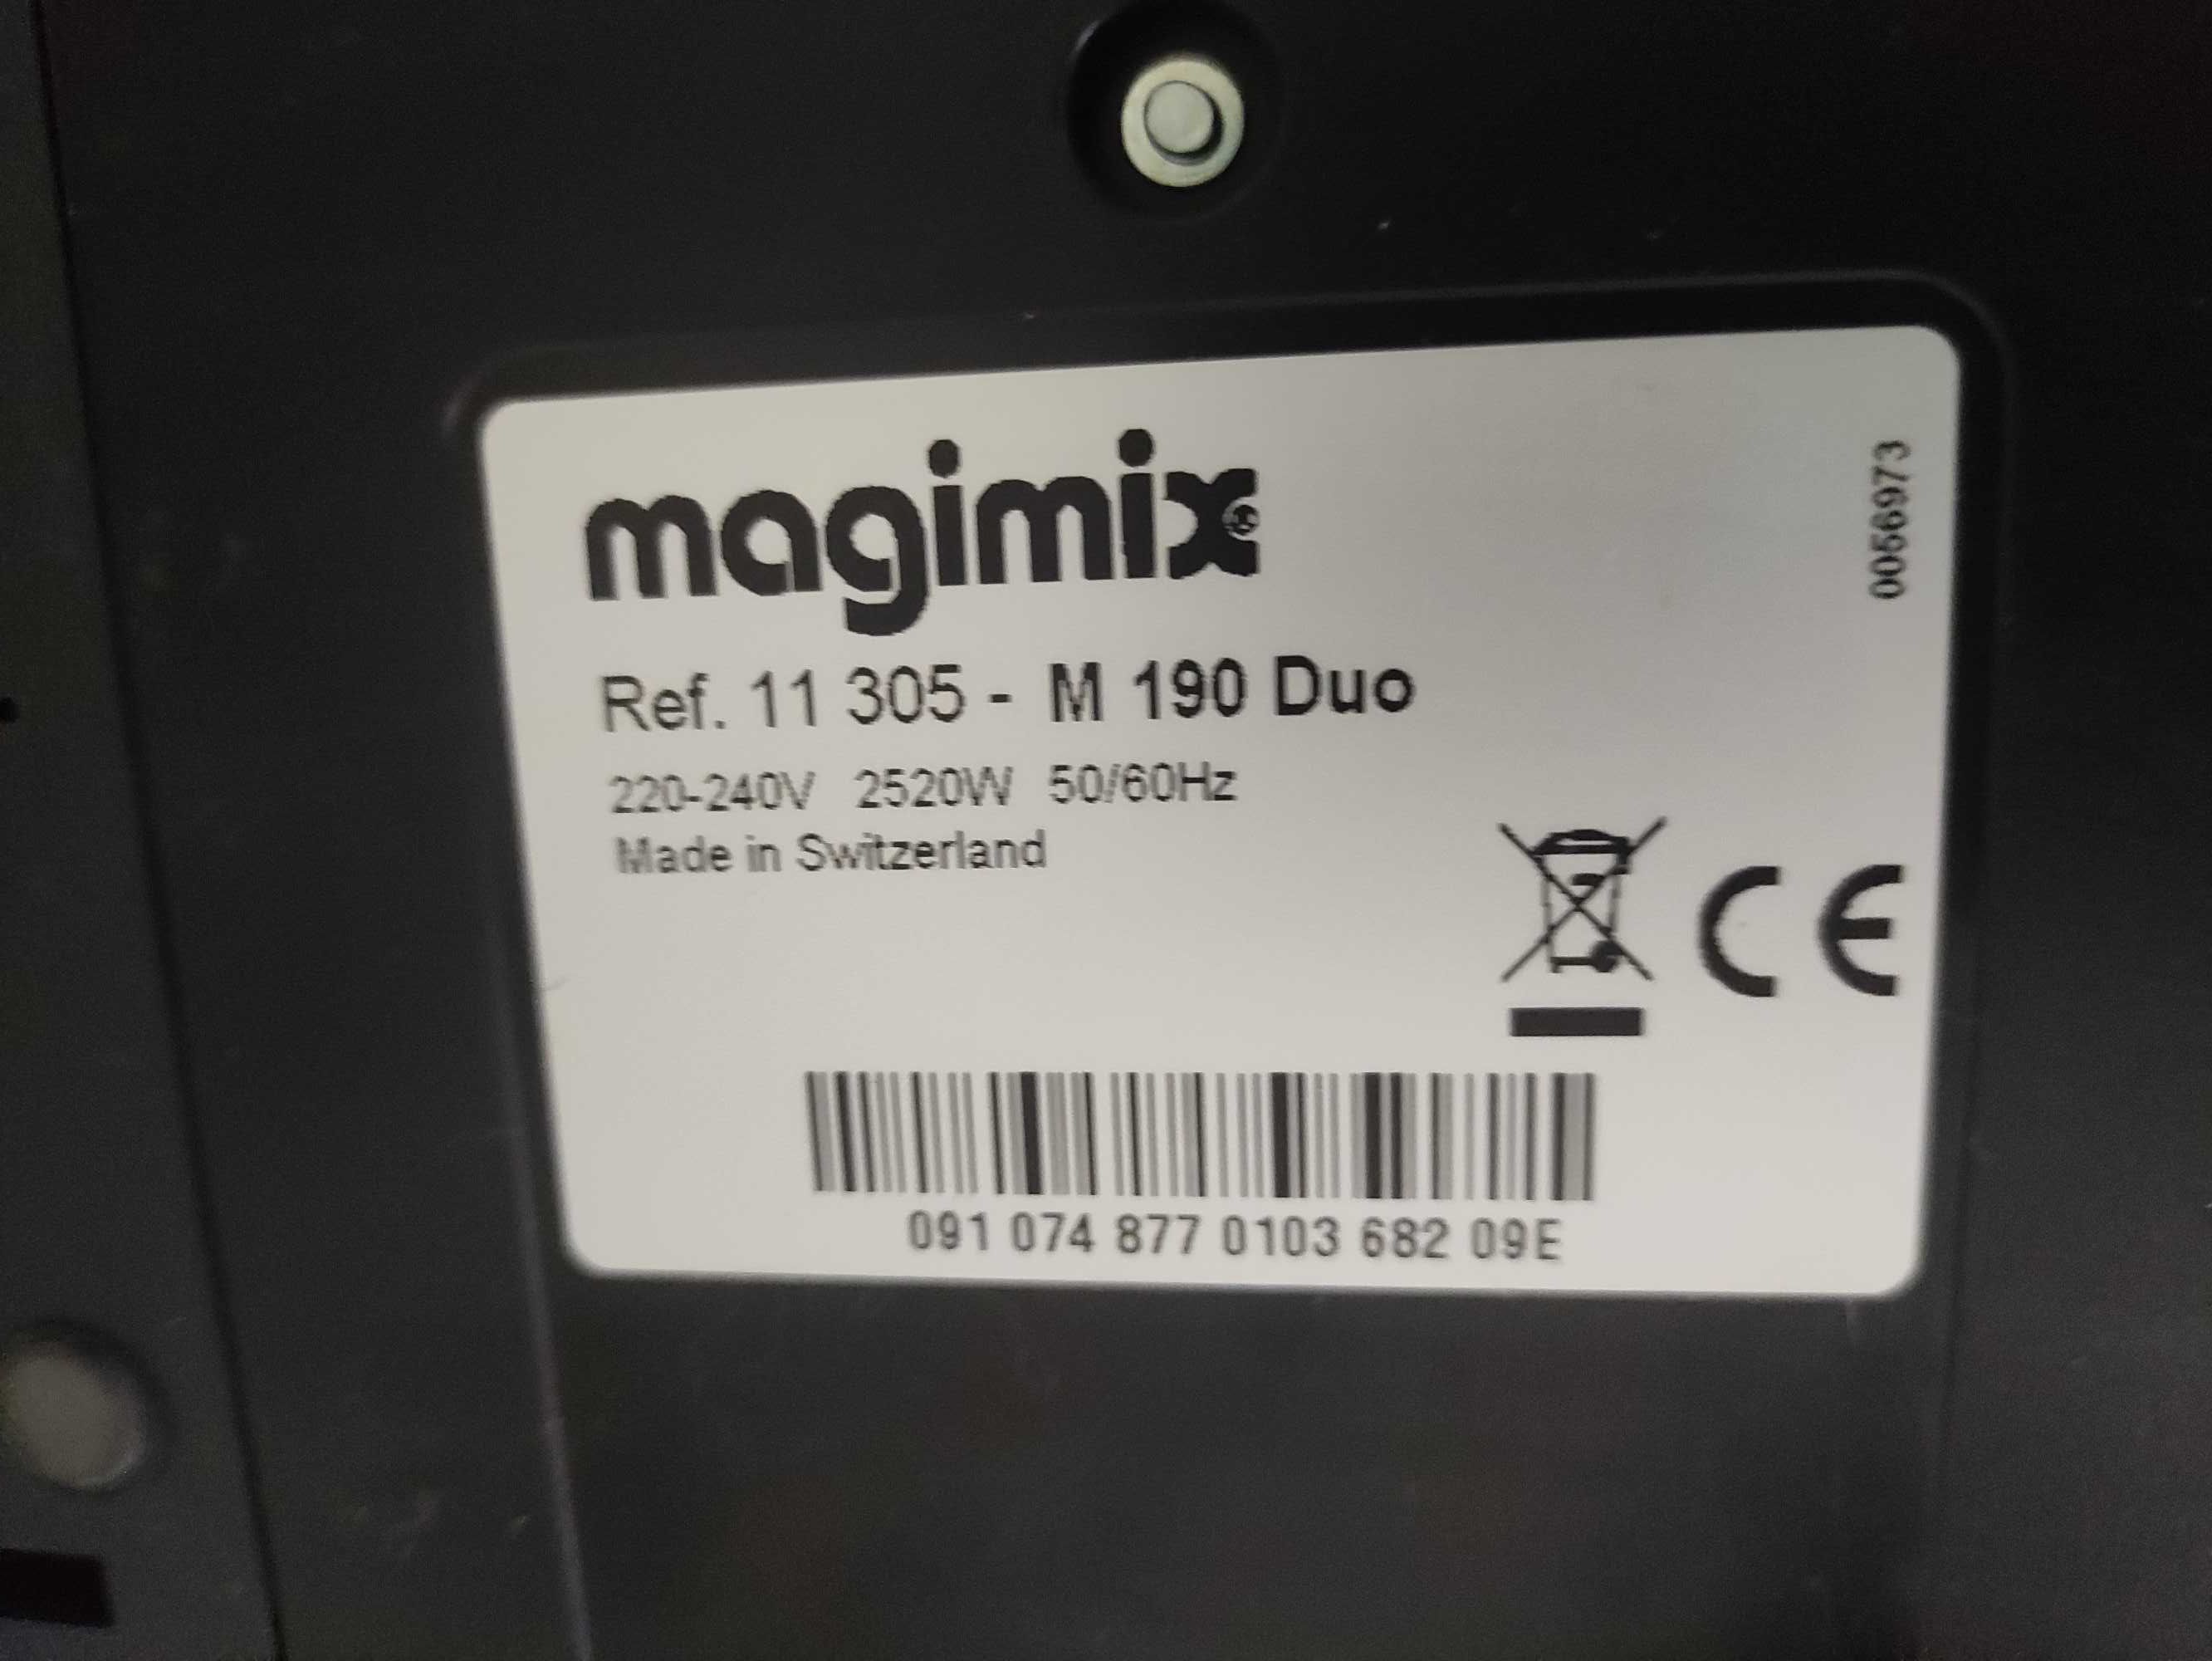 magimix
0056973
Ref. 11 305 - M 190 Duo
220-240V 2520W 50/60Hz
Made in Switzerland
CE
091 074 877 0103 682 09E